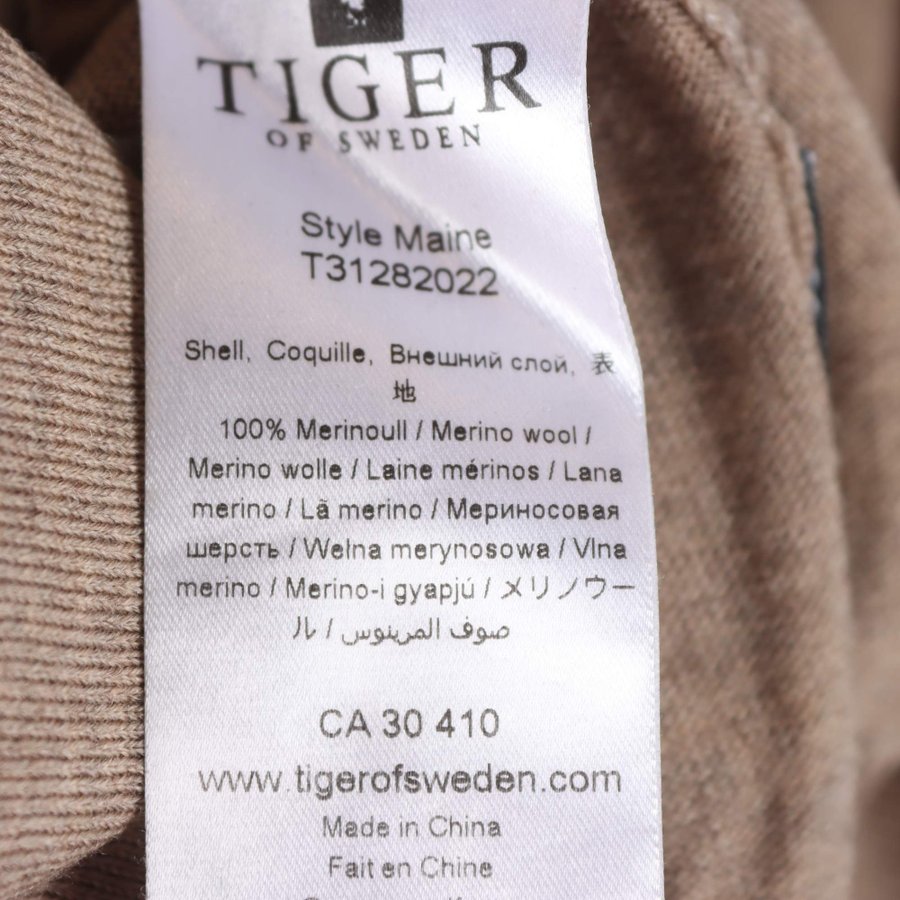 TIGER
OF SWEDEN
Style Maine
T31282022
Shell, Coquille, Внешний слой, 表
地
100% Merinoull / Merino wool /
Merino wolle / Laine mérinos / Lana
merino / Lã merino / Мериносовая
шерсть / Wełna merynosowa / Vlna
merino / Merino-i gyapjú / メリノウー
ル / صوف المرينوس
CA 30 410
www.tigerofsweden.com
Made in China
Fait en Chine